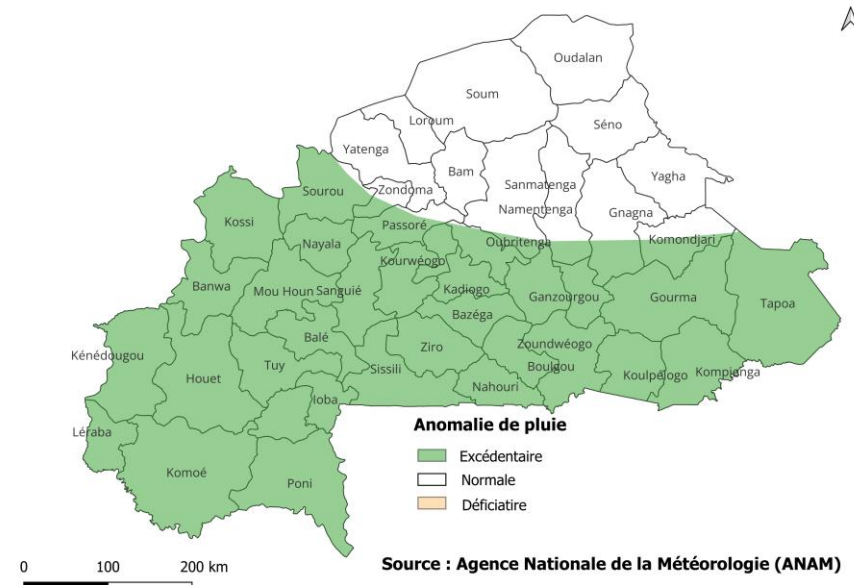 Oudalan
Soum
Loroum
Séno
Yatenga
Bam
Yagha
Sanmatenga
Zondoma
Sourou
Namentenga
Gnagna
Kossi
Passoré
Oubritenga
Komondjari
Nayala
Kourwéogo
Banwa
Mou Houn
Sanguié
Kadiogo
Ganzourgou
Gourma
Tapoa
Bazéga
Balé
Ziro
Zoundwéogo
Kénédougou
Tuy
Sissili
Boulgou
Houet
Nahouri
Koulpélogo
Kompienga
Ioba
Léraba
Komoé
Poni
Anomalie de pluie
Excédentaire
Normale
Déficiatire
0 100 200 km
Source : Agence Nationale de la Météorologie (ANAM)